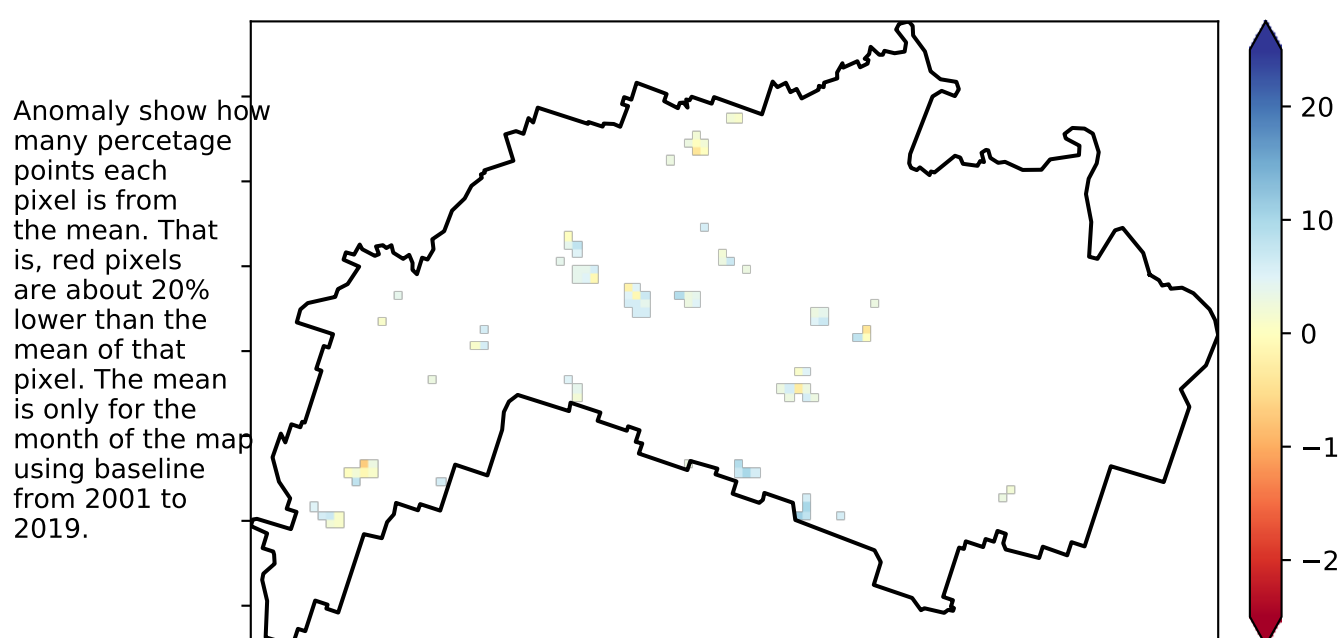 Anomaly show how
many percetage
points each
pixel is from
the mean. That
is, red pixels
are about 20%
lower than the
mean of that
pixel. The mean
is only for the
month of the map
using baseline
from 2001 to
2019.
20
10
0
−1
−2